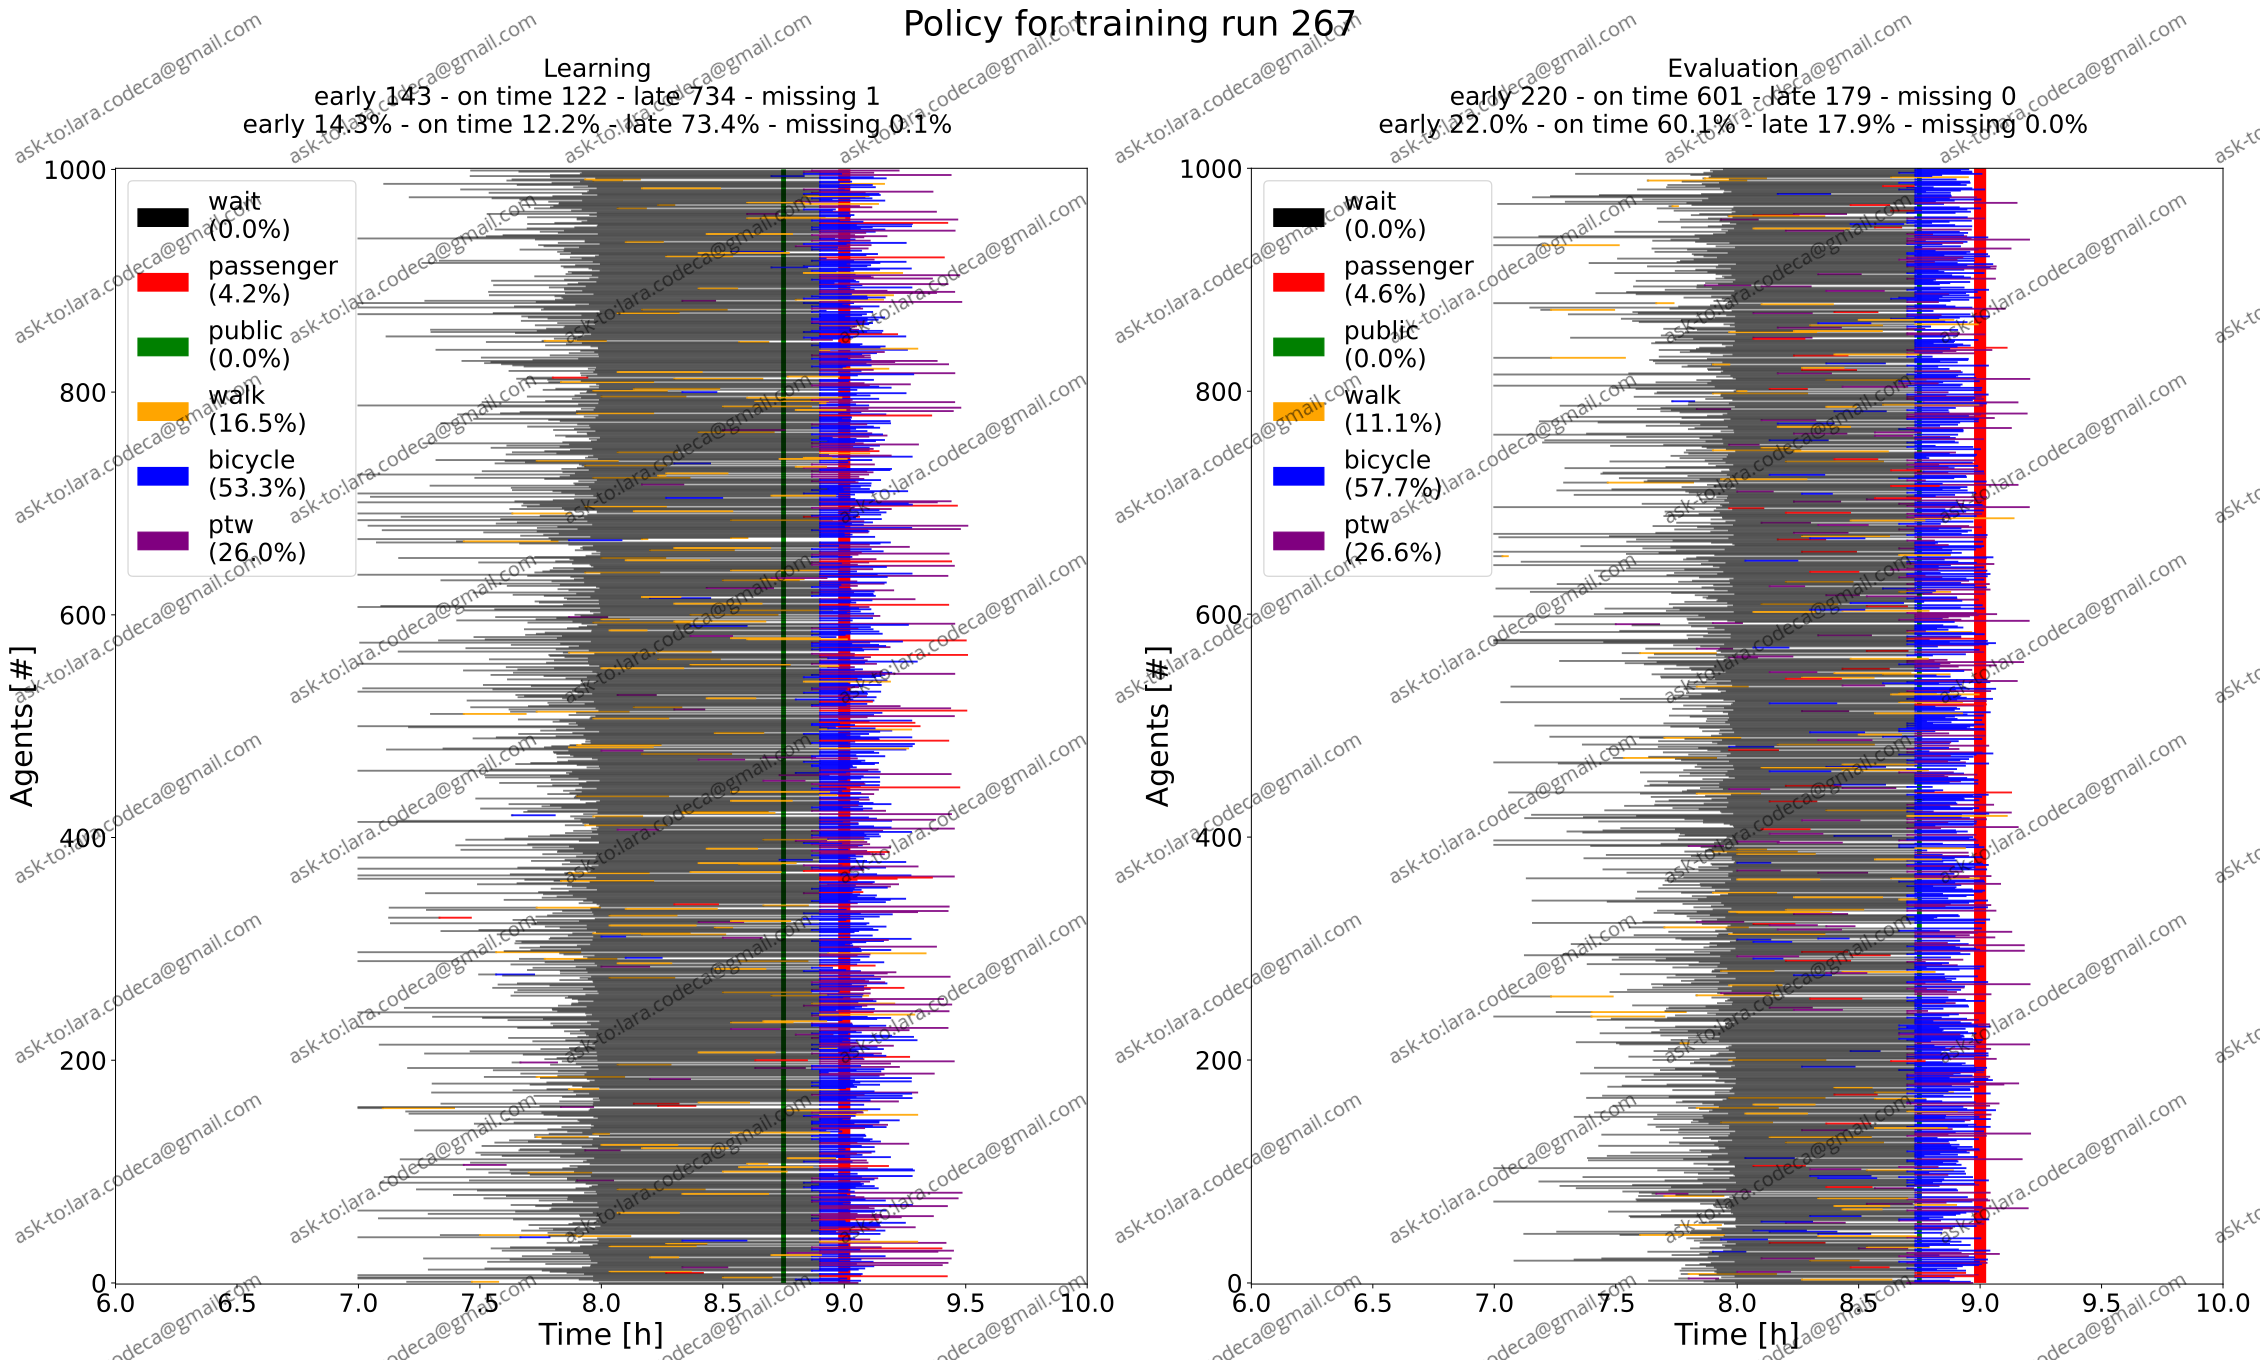 Policy for training run 267
Learning
early 143 - on time 122 - late 734 - missing 1
early 14.3% - on time 12.2% - late 73.4% - missing 0.1%
Evaluation
early 220 - on time 601 - late 179 - missing 0
early 22.0% - on time 60.1% - late 17.9% - missing 0.0%
wait
(0.0%)
passenger
(4.2%)
public
(0.0%)
walk
(16.5%)
bicycle
(53.3%)
ptw
(26.0%)
Agents [#]
1000
800
600
400
200
0
6.0 6.5 7.0 7.5 8.0 8.5 9.0 9.5 10.0
Time [h]
wait
(0.0%)
passenger
(4.6%)
public
(0.0%)
walk
(11.1%)
bicycle
(57.7%)
ptw
(26.6%)
Agents [#]
1000
800
600
400
200
0
6.0 6.5 7.0 7.5 8.0 8.5 9.0 9.5 10.0
Time [h]
ask-to:lara.codeca@gmail.com